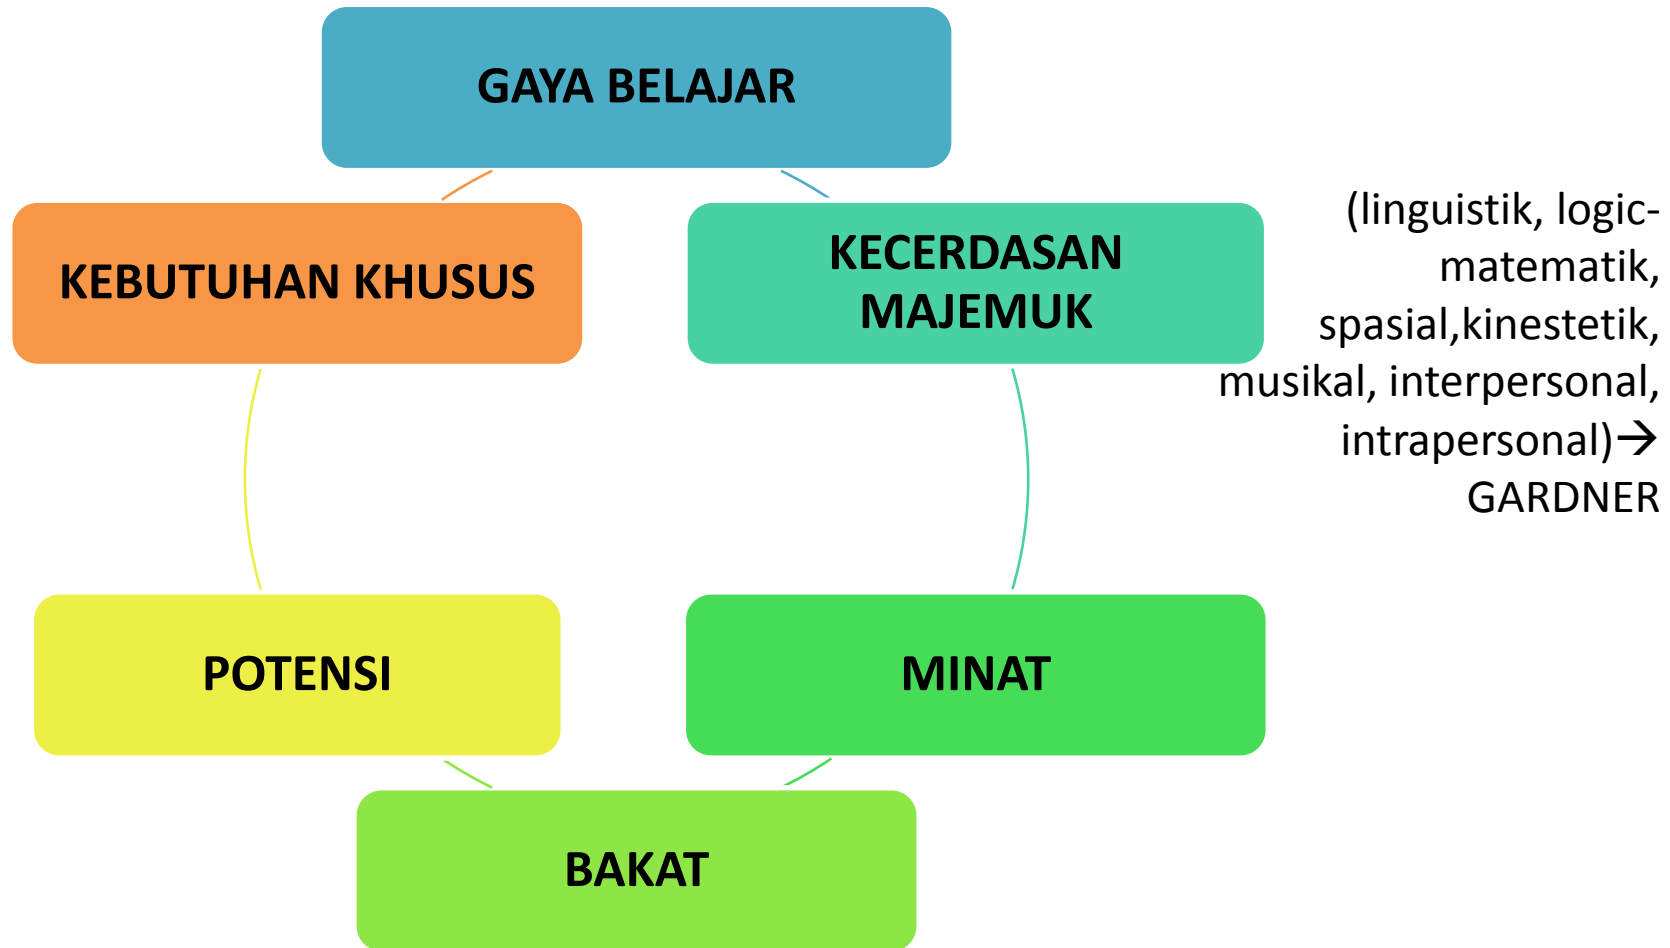 GAYA BELAJAR
KEBUTUHAN KHUSUS
KECERDASAN
MAJEMUK
(linguistik, logic-
matematik,
spasial,kinestetik,
musikal, interpersonal,
intrapersonal)→
GARDNER
POTENSI
MINAT
BAKAT